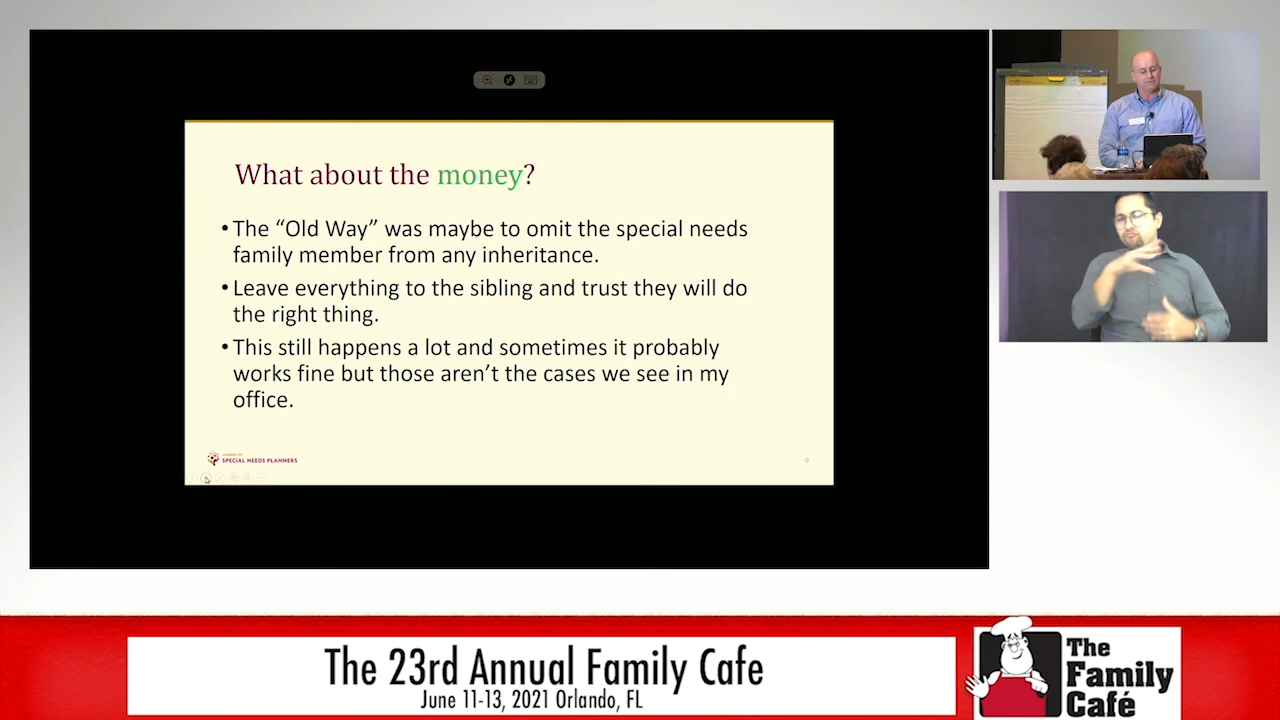 What about the money?
• The “Old Way” was maybe to omit the special needs
family member from any inheritance.
• Leave everything to the sibling and trust they will do
the right thing.
• This still happens a lot and sometimes it probably
works fine but those aren’t the cases we see in my
office.
SPECIAL NEEDS PLANNERS
9
The 23rd Annual Family Cafe
June 11-13, 2021 Orlando, FL
The
Family
Café